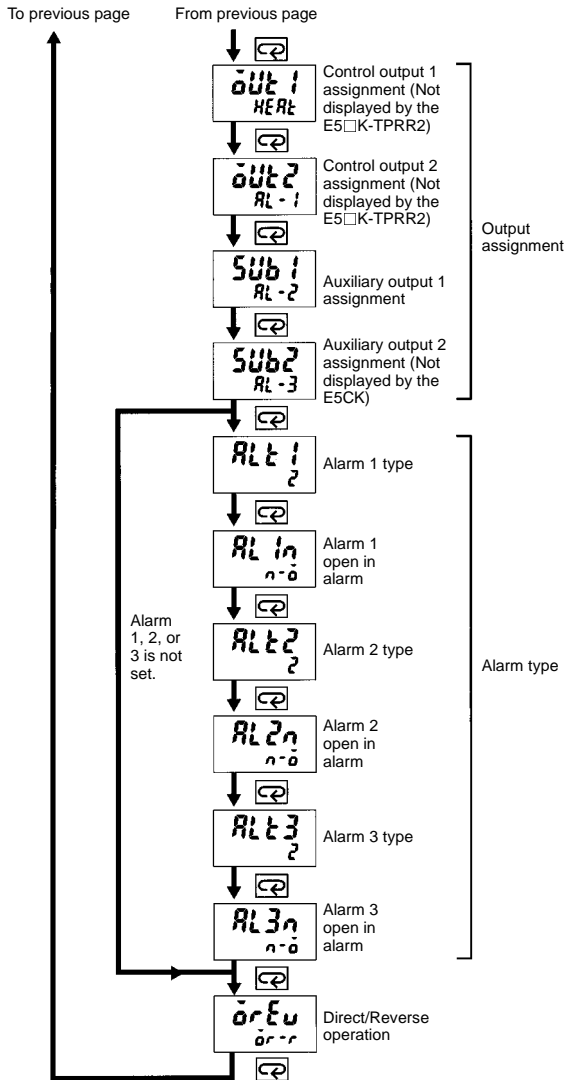 To previous page
From previous page
out1
HEAt
Control output 1
assignment (Not
displayed by the
E5□K-TPRR2)
out2
AL-1
Control output 2
assignment (Not
displayed by the
E5□K-TPRR2)
Output
assignment
SUb1
AL-2
Auxiliary output 1
assignment
SUb2
AL-3
Auxiliary output 2
assignment (Not
displayed by the
E5CK)
ALt1
2
Alarm 1 type
AL1n
n-o
Alarm 1
open in
alarm
Alarm
1, 2, or
3 is not
set.
ALt2
2
Alarm 2 type
Alarm type
AL2n
n-o
Alarm 2
open in
alarm
ALt3
2
Alarm 3 type
AL3n
n-o
Alarm 3
open in
alarm
orEv
or-r
Direct/Reverse
operation